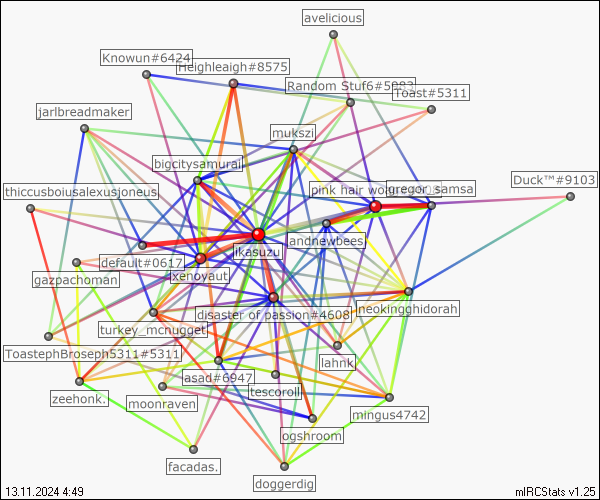 avelicious
Knowun#6424
Heighleaigh#8575
Random Stuf6#5983
Toast#5311
jarlbreadmaker
mukszi
bigcitysamurai
Duck™#9103
thiccusboiusalexusjoneus
pink hair
gregor_samsa
andnewbees
ikasuzu
default#0617
xenoyaut
gazpachoman
neokingghidorah
disaster of passion#4608
turkey_mcnugget
ToastephBroseph5311#5311
lahnk
asad#6947
tescoroll
zeehonk.
moonraven
mingus4742
ogshroom
facadas.
doggerdig
13.11.2024 4:49
mIRCStats v1.25